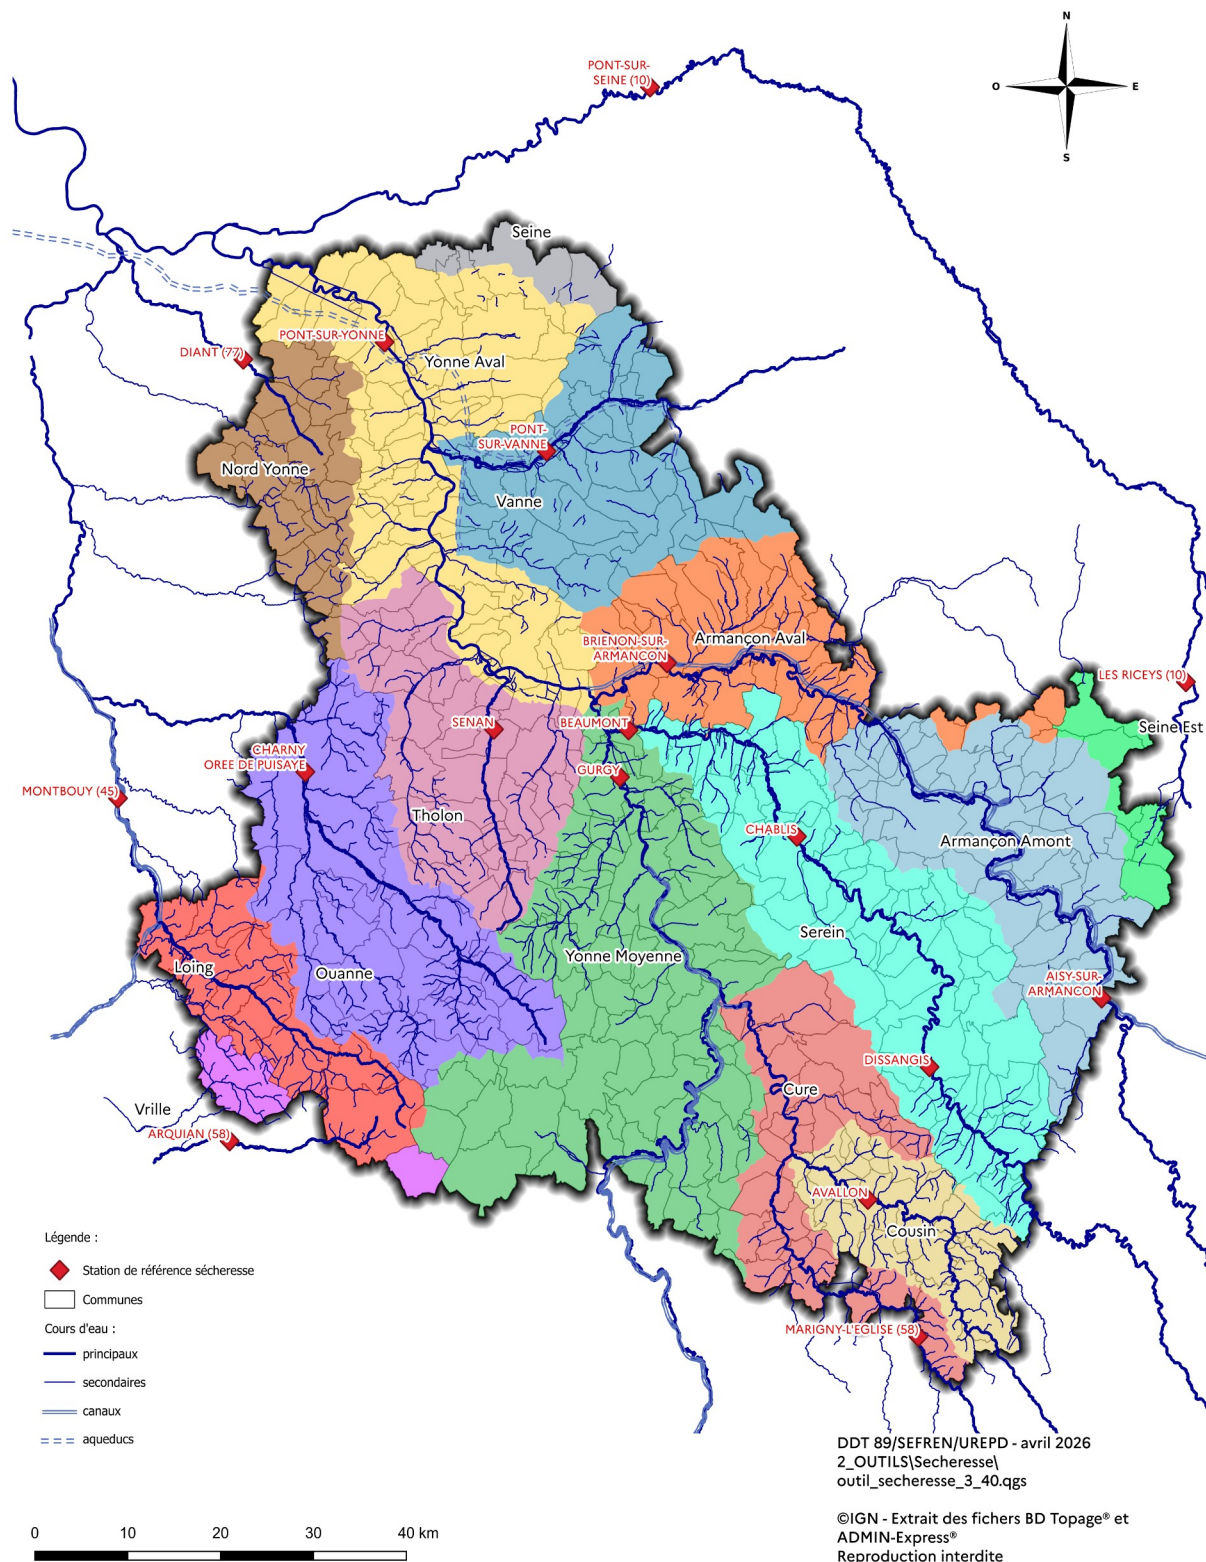 N
PONT-SUR-
SEINE (10)
O
E
S
Seine
PONT-SUR-YONNE
DIANT (77)
Yonne Aval
PONT-
SUR-VANNE
Nord Yonne
Vanne
BRIENON-SUR-
ARMANCON
Armançon Aval
LES RICEYS (10)
SENAN
BEAUMONT
Seine Est
CHARNY
OREE DE PUISAYE
GURGY
MONTBOUY (45)
Tholon
CHABLIS
Armançon Amont
Serein
Yonne Moyenne
Loing
Ouanne
AISY-SUR-
ARMANCON
DISSANGIS
Cure
Vrille
ARQUIAN (58)
AVALLON
Cousin
MARIGNY-L'EGLISE (58)
Légende :
Station de référence sécheresse
Communes
Cours d'eau :
principaux
secondaires
canaux
aqueducs
DDT 89/SEFREN/UREPD - avril 2026
2_OUTILS\Secheresse\
outil_secheresse_3_40.qgs
©IGN - Extrait des fichiers BD Topage® et
ADMIN-Express®
Reproduction interdite
0 10 20 30 40 km